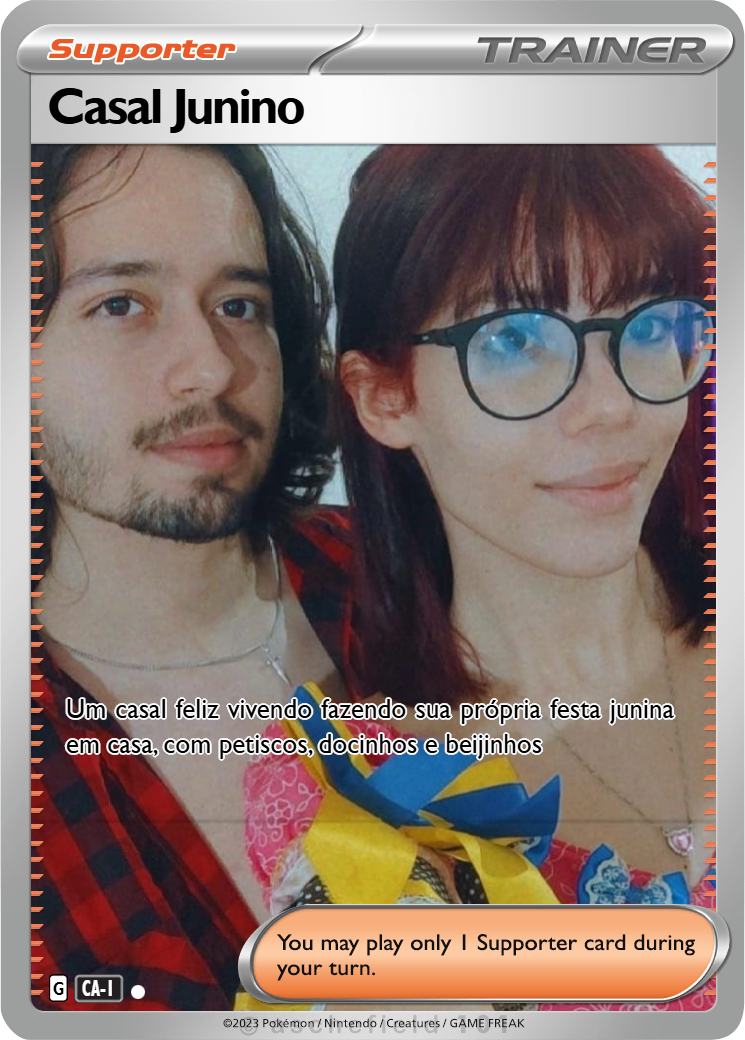 Supporter
TRAINER
Casal Junino
Um casal feliz vivendo fazendo sua própria festa junina
em casa, com petiscos, docinhos e beijinhos
You may play only 1 Supporter card during
your turn.
G CA-I
©2023 Pokémon / Nintendo / Creatures / GAME FREAK